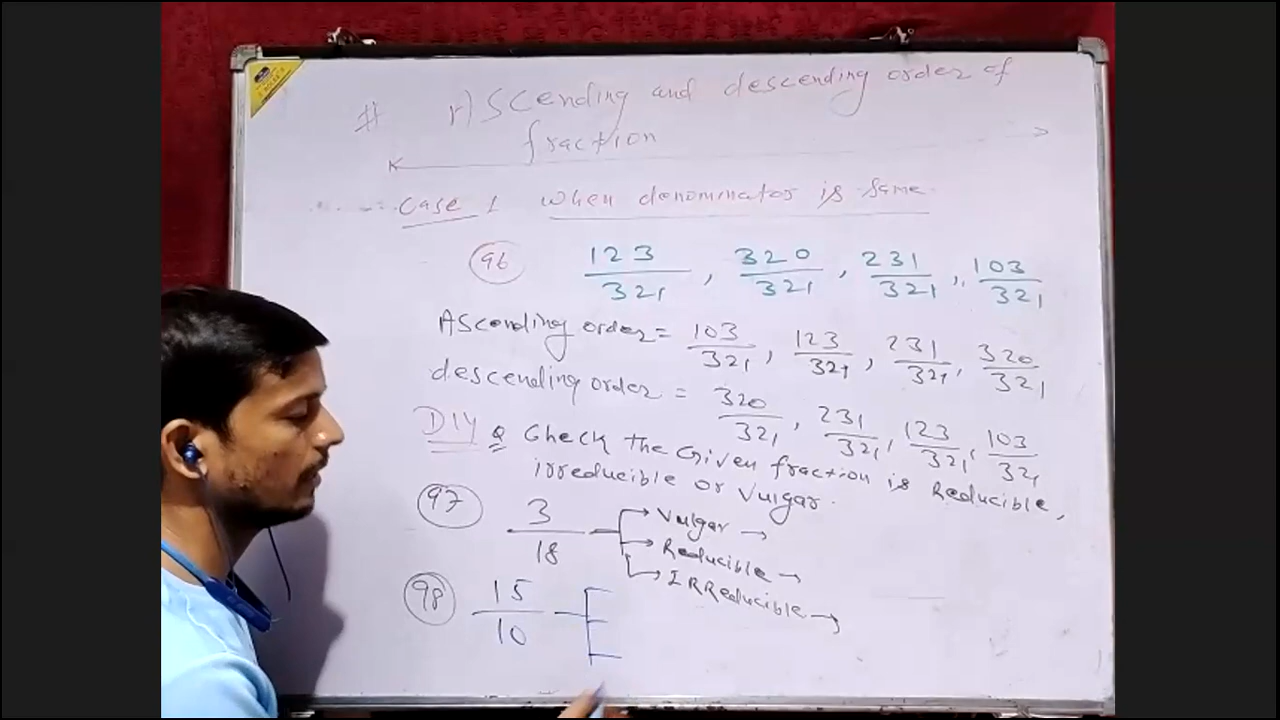 # Ascending and descending order of
fraction
Case 1 When denominator is same.
96 123/321, 320/321, 231/321, 103/321
Ascending order = 103/321, 123/321, 231/321, 320/321
descending order = 320/321, 231/321, 123/321, 103/321
DIY Q Check the Given fraction is Reducible,
irreducible or Vulgar.
97 3/18 → Vulgar →
→ Reducible →
→ IRReducible →
98 15/10